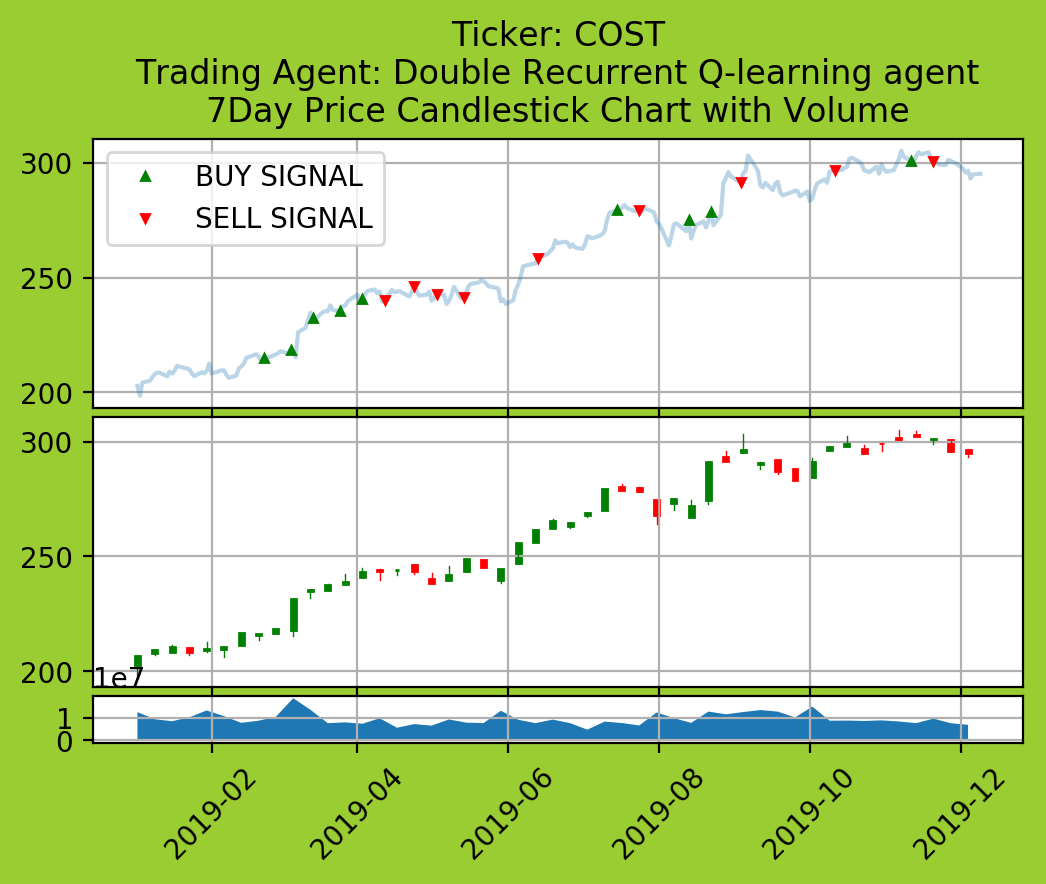 Ticker: COST
Trading Agent: Double Recurrent Q-learning agent
7Day Price Candlestick Chart with Volume
BUY SIGNAL
SELL SIGNAL
300
250
200
300
250
200
1e7
1
0
2019-02
2019-04
2019-06
2019-08
2019-10
2019-12